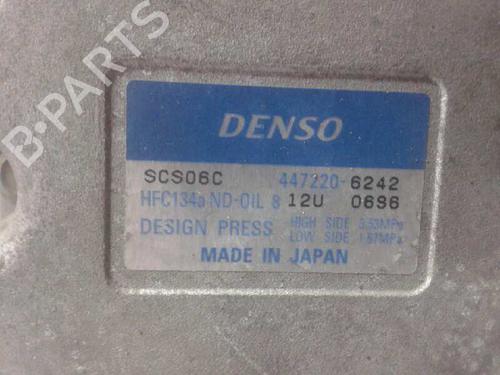 B-PARTS
DENSO
SCS06C 447220-6242
HFC134a ND-OIL 8 12U 0696
DESIGN PRESS HIGH SIDE 3.53MPa
LOW SIDE 1.67MPa
MADE IN JAPAN